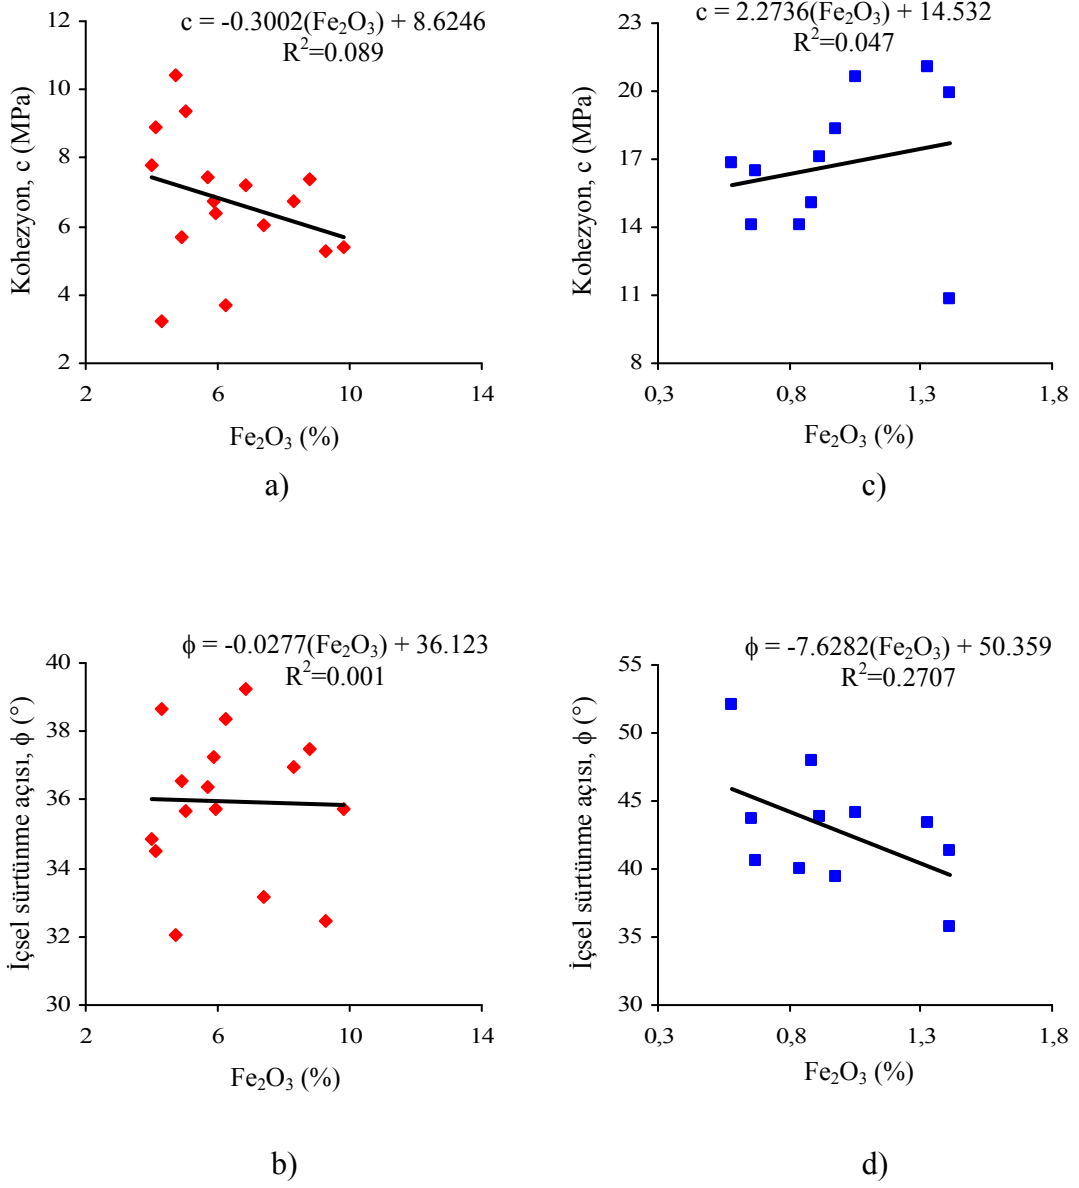 c = -0.3002(Fe₂O₃) + 8.6246
R²=0.089
12
10
8
6
4
2
2
6
10
14
Kohezyon, c (MPa)
Fe₂O₃ (%)
a)
c = 2.2736(Fe₂O₃) + 14.532
R²=0.047
23
20
17
14
11
8
0,3
0,8
1,3
1,8
Kohezyon, c (MPa)
Fe₂O₃ (%)
c)
ϕ = -0.0277(Fe₂O₃) + 36.123
R²=0.001
40
38
36
34
32
30
2
6
10
14
İçsel sürtünme açısı, ϕ (°)
Fe₂O₃ (%)
b)
ϕ = -7.6282(Fe₂O₃) + 50.359
R²=0.2707
55
50
45
40
35
30
0,3
0,8
1,3
1,8
İçsel sürtünme açısı, ϕ (°)
Fe₂O₃ (%)
d)